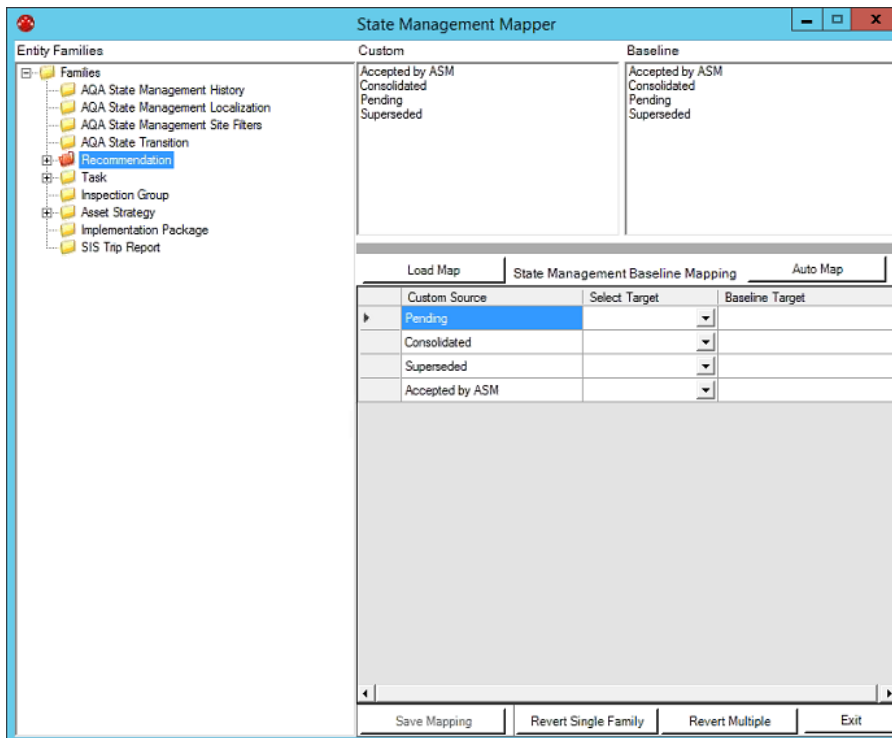 State Management Mapper
Entity Families
Families
AQA State Management History
AQA State Management Localization
AQA State Management Site Filters
AQA State Transition
Recommendation
Task
Inspection Group
Asset Strategy
Implementation Package
SIS Trip Report
Custom
Accepted by ASM
Consolidated
Pending
Superseded
Baseline
Accepted by ASM
Consolidated
Pending
Superseded
Load Map
State Management Baseline Mapping
Auto Map
Custom Source Select Target Baseline Target
Pending
Consolidated
Superseded
Accepted by ASM
Save Mapping
Revert Single Family
Revert Multiple
Exit